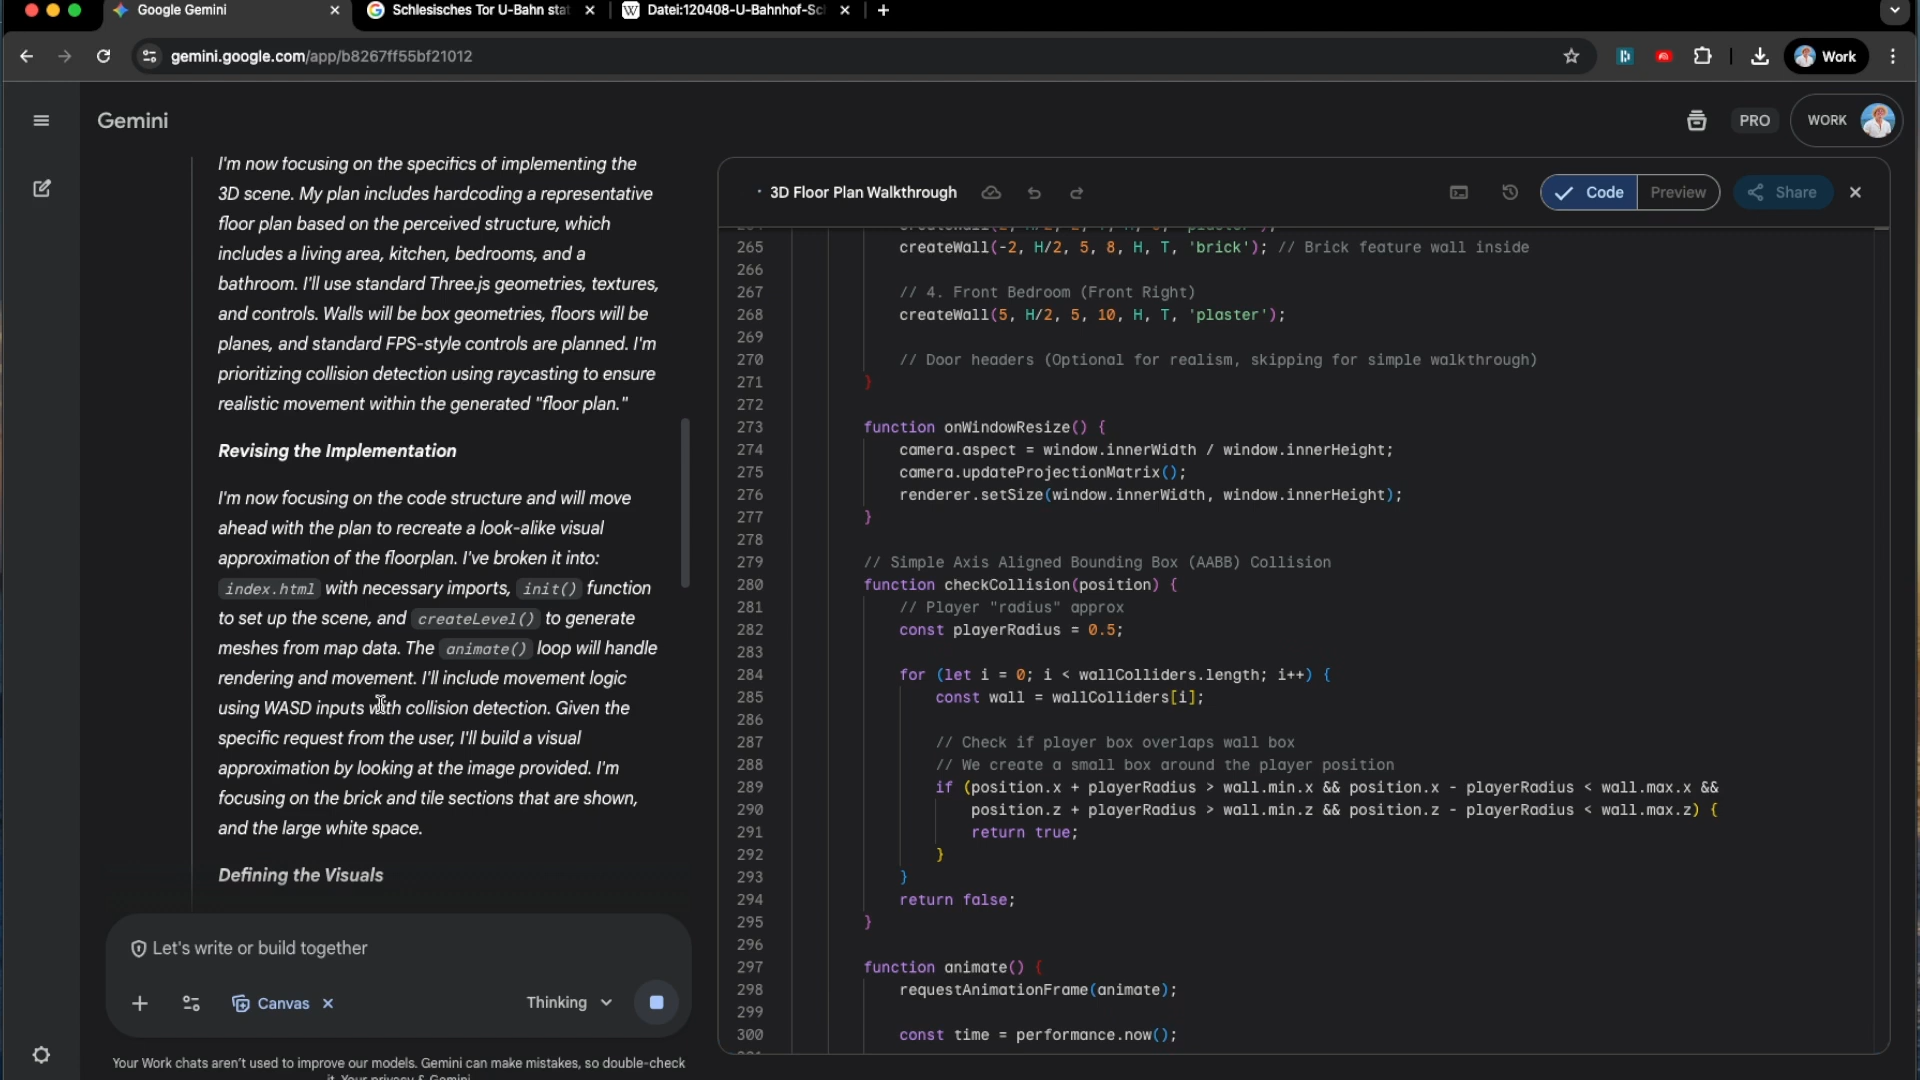 Google Gemini
Schlesisches Tor U-Bahn sta
Datei:120408-U-Bahnhof-Sc
gemini.google.com/app/b8267ff55bf21012
Work
Gemini
PRO
WORK
I'm now focusing on the specifics of implementing the
3D scene. My plan includes hardcoding a representative
floor plan based on the perceived structure, which
includes a living area, kitchen, bedrooms, and a
bathroom. I'll use standard Three.js geometries, textures,
and controls. Walls will be box geometries, floors will be
planes, and standard FPS-style controls are planned. I'm
prioritizing collision detection using raycasting to ensure
realistic movement within the generated "floor plan."
Revising the Implementation
I'm now focusing on the code structure and will move
ahead with the plan to recreate a look-alike visual
approximation of the floorplan. I've broken it into:
index.html with necessary imports, init() function
to set up the scene, and createLevel() to generate
meshes from map data. The animate() loop will handle
rendering and movement. I'll include movement logic
using WASD inputs with collision detection. Given the
specific request from the user, I'll build a visual
approximation by looking at the image provided. I'm
focusing on the brick and tile sections that are shown,
and the large white space.
Defining the Visuals
Let's write or build together
Canvas
Thinking
Your Work chats aren't used to improve our models. Gemini can make mistakes, so double-check
it. Your privacy & Gemini
3D Floor Plan Walkthrough
Code
Preview
Share
265 createWall(-2, H/2, 5, 8, H, T, 'brick'); // Brick feature wall inside
266
267 // 4. Front Bedroom (Front Right)
268 createWall(5, H/2, 5, 10, H, T, 'plaster');
269
270 // Door headers (Optional for realism, skipping for simple walkthrough)
271 }
272
273 function onWindowResize() {
274 camera.aspect = window.innerWidth / window.innerHeight;
275 camera.updateProjectionMatrix();
276 renderer.setSize(window.innerWidth, window.innerHeight);
277 }
278
279 // Simple Axis Aligned Bounding Box (AABB) Collision
280 function checkCollision(position) {
281 // Player "radius" approx
282 const playerRadius = 0.5;
283
284 for (let i = 0; i < wallColliders.length; i++) {
285 const wall = wallColliders[i];
286
287 // Check if player box overlaps wall box
288 // We create a small box around the player position
289 if (position.x + playerRadius > wall.min.x && position.x - playerRadius < wall.max.x &&
290 position.z + playerRadius > wall.min.z && position.z - playerRadius < wall.max.z) {
291 return true;
292 }
293 }
294 return false;
295 }
296
297 function animate() {
298 requestAnimationFrame(animate);
299
300 const time = performance.now();